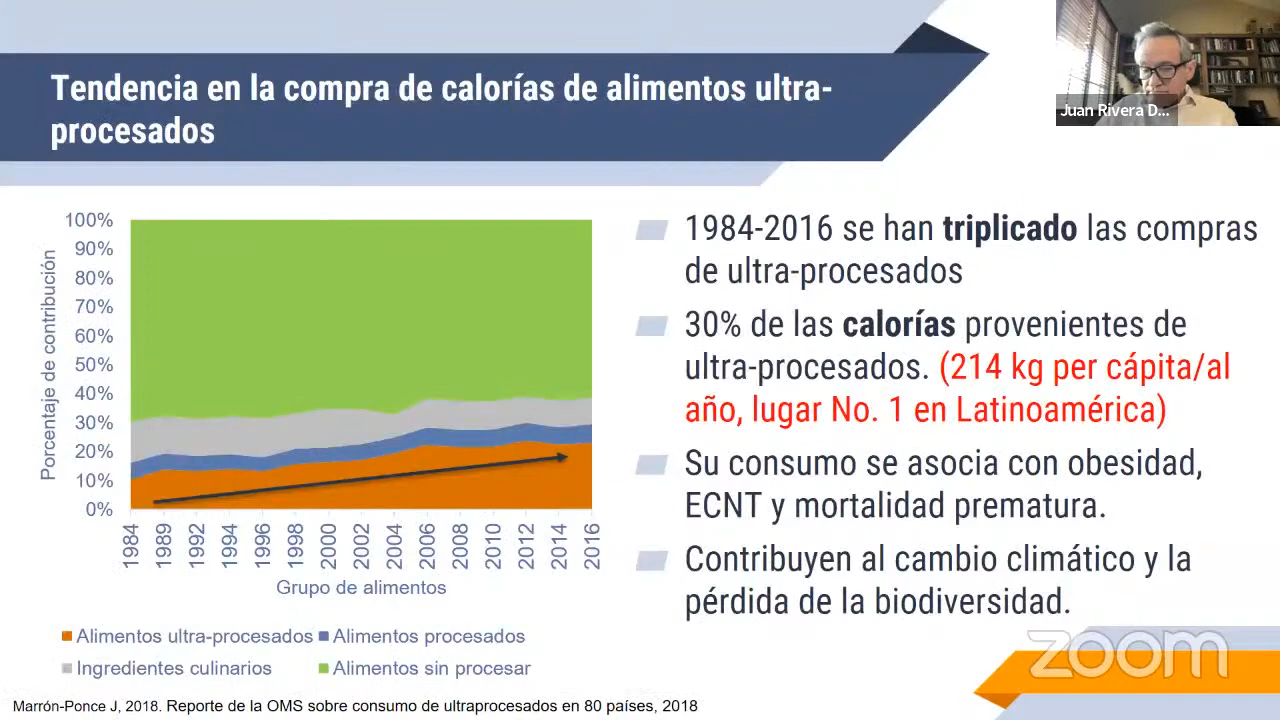 Tendencia en la compra de calorías de alimentos ultra-
procesados
Juan Rivera D...
100%
90%
80%
70%
60%
50%
40%
30%
20%
10%
0%
Porcentaje de contribución
1984
1989
1992
1994
1996
1998
2000
2002
2004
2006
2008
2010
2012
2014
2016
Grupo de alimentos
Alimentos ultra-procesados
Alimentos procesados
Ingredientes culinarios
Alimentos sin procesar
1984-2016 se han triplicado las compras
de ultra-procesados
30% de las calorías provenientes de
ultra-procesados. (214 kg per cápita/al
año, lugar No. 1 en Latinoamérica)
Su consumo se asocia con obesidad,
ECNT y mortalidad prematura.
Contribuyen al cambio climático y la
pérdida de la biodiversidad.
zoom
Marrón-Ponce J, 2018. Reporte de la OMS sobre consumo de ultraprocesados en 80 países, 2018